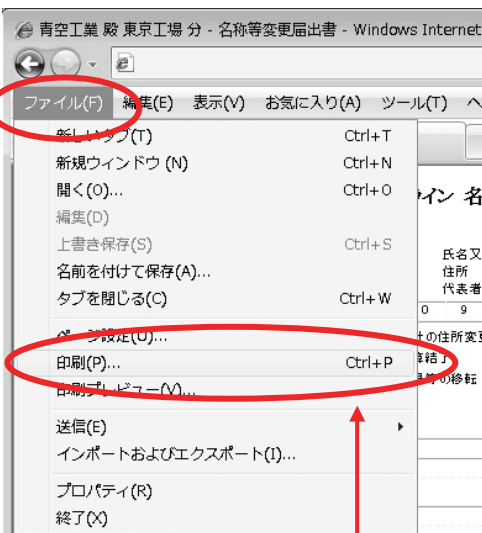 青空工業 殿 東京工場 分 - 名称等変更届出書 - Windows Internet
ファイル(F) 編集(E) 表示(V) お気に入り(A) ツール(T) ヘ
新しいタブ(T) Ctrl+T
新規ウィンドウ (N) Ctrl+N
開く(O)... Ctrl+O
編集(D)
上書き保存(S) Ctrl+S
名前を付けて保存(A)...
タブを閉じる(C) Ctrl+W
ページ設定(U)...
印刷(P)... Ctrl+P
印刷プレビュー(V)...
送信(E)
インポートおよびエクスポート(I)...
プロパティ(R)
終了(X)
イン 名
氏名又
住所
代表者
0 9
の住所変更
の移転